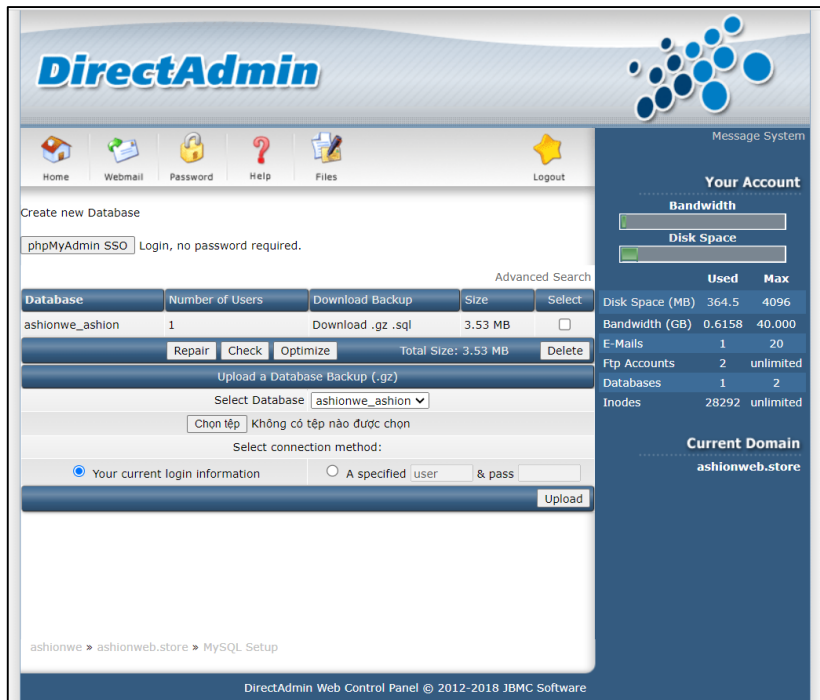 DirectAdmin
Message System
Home Webmail Password Help Files Logout
Your Account
Bandwidth
Disk Space
Used Max
Disk Space (MB) 364.5 4096
Bandwidth (GB) 0.6158 40.000
E-Mails 1 20
Ftp Accounts 2 unlimited
Databases 1 2
Inodes 28292 unlimited
Current Domain
ashionweb.store
Create new Database
phpMyAdmin SSO Login, no password required.
Advanced Search
Database Number of Users Download Backup Size Select
ashionwe_ashion 1 Download .gz .sql 3.53 MB
Repair Check Optimize Total Size: 3.53 MB Delete
Upload a Database Backup (.gz)
Select Database ashionwe_ashion
Chọn tệp Không có tệp nào được chọn
Select connection method:
Your current login information A specified user & pass
Upload
ashionwe » ashionweb.store » MySQL Setup
DirectAdmin Web Control Panel © 2012-2018 JBMC Software